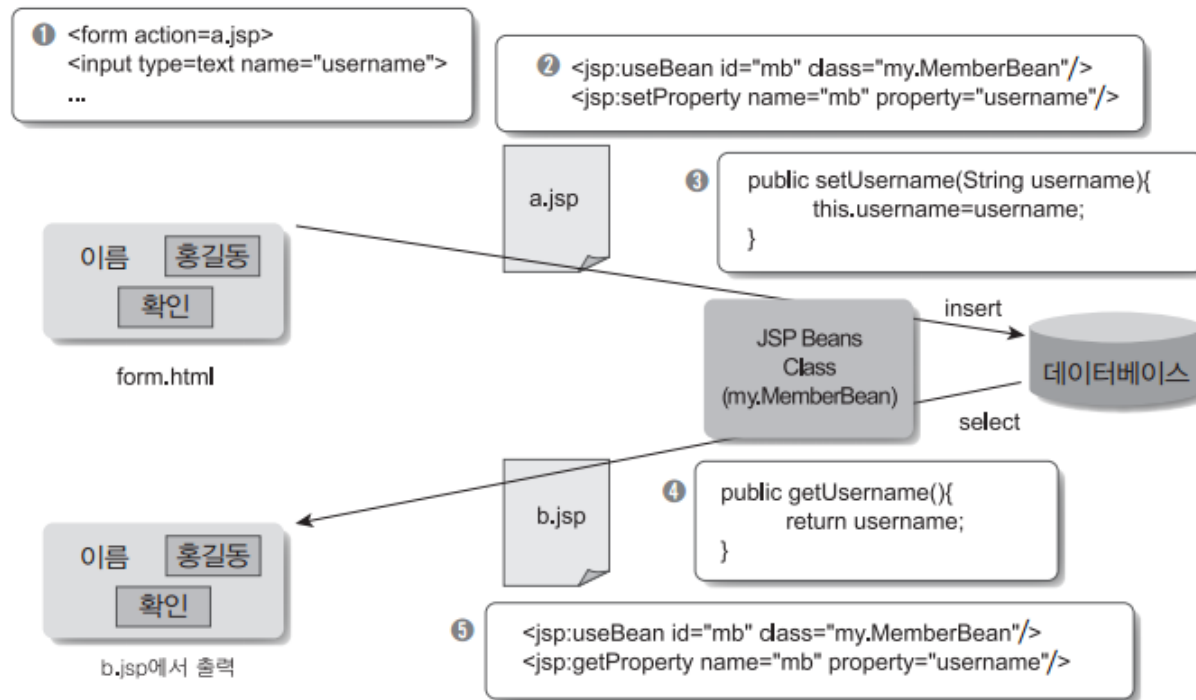 ❶ <form action=a.jsp>
<input type=text name="username">
...
❷ <jsp:useBean id="mb" class="my.MemberBean"/>
<jsp:setProperty name="mb" property="username"/>
a.jsp
❸ public setUsername(String username){
this.username=username;
}
이름 홍길동
확인
form.html
JSP Beans
Class
(my.MemberBean)
insert
데이터베이스
select
b.jsp
❹ public getUsername(){
return username;
}
이름 홍길동
확인
b.jsp에서 출력
❺ <jsp:useBean id="mb" class="my.MemberBean"/>
<jsp:getProperty name="mb" property="username"/>